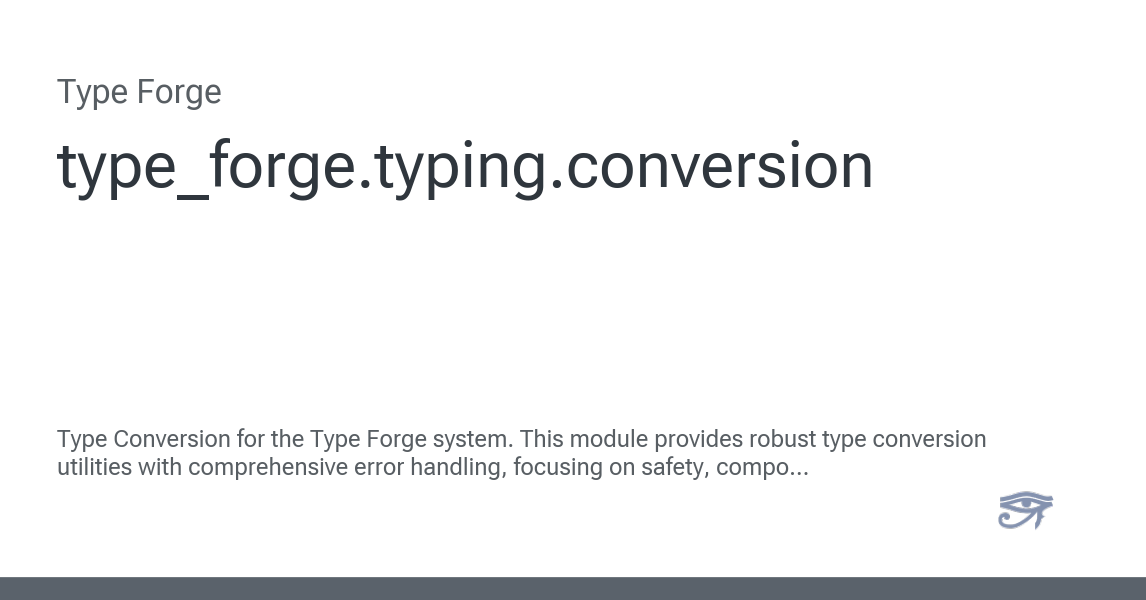 Type Forge
type_forge.typing.conversion
Type Conversion for the Type Forge system. This module provides robust type conversion
utilities with comprehensive error handling, focusing on safety, compo...